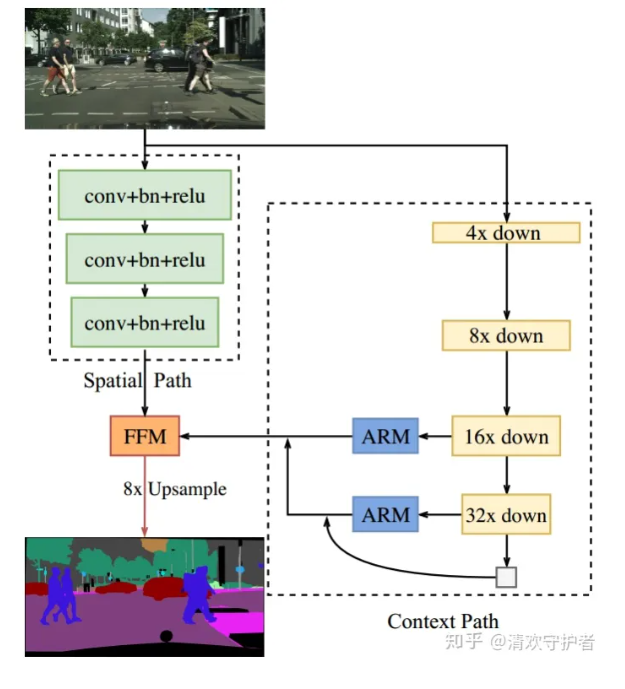 conv+bn+relu
conv+bn+relu
conv+bn+relu
Spatial Path
4x down
8x down
16x down
32x down
ARM
ARM
FFM
8x Upsample
Context Path
知乎 @清欢守护者